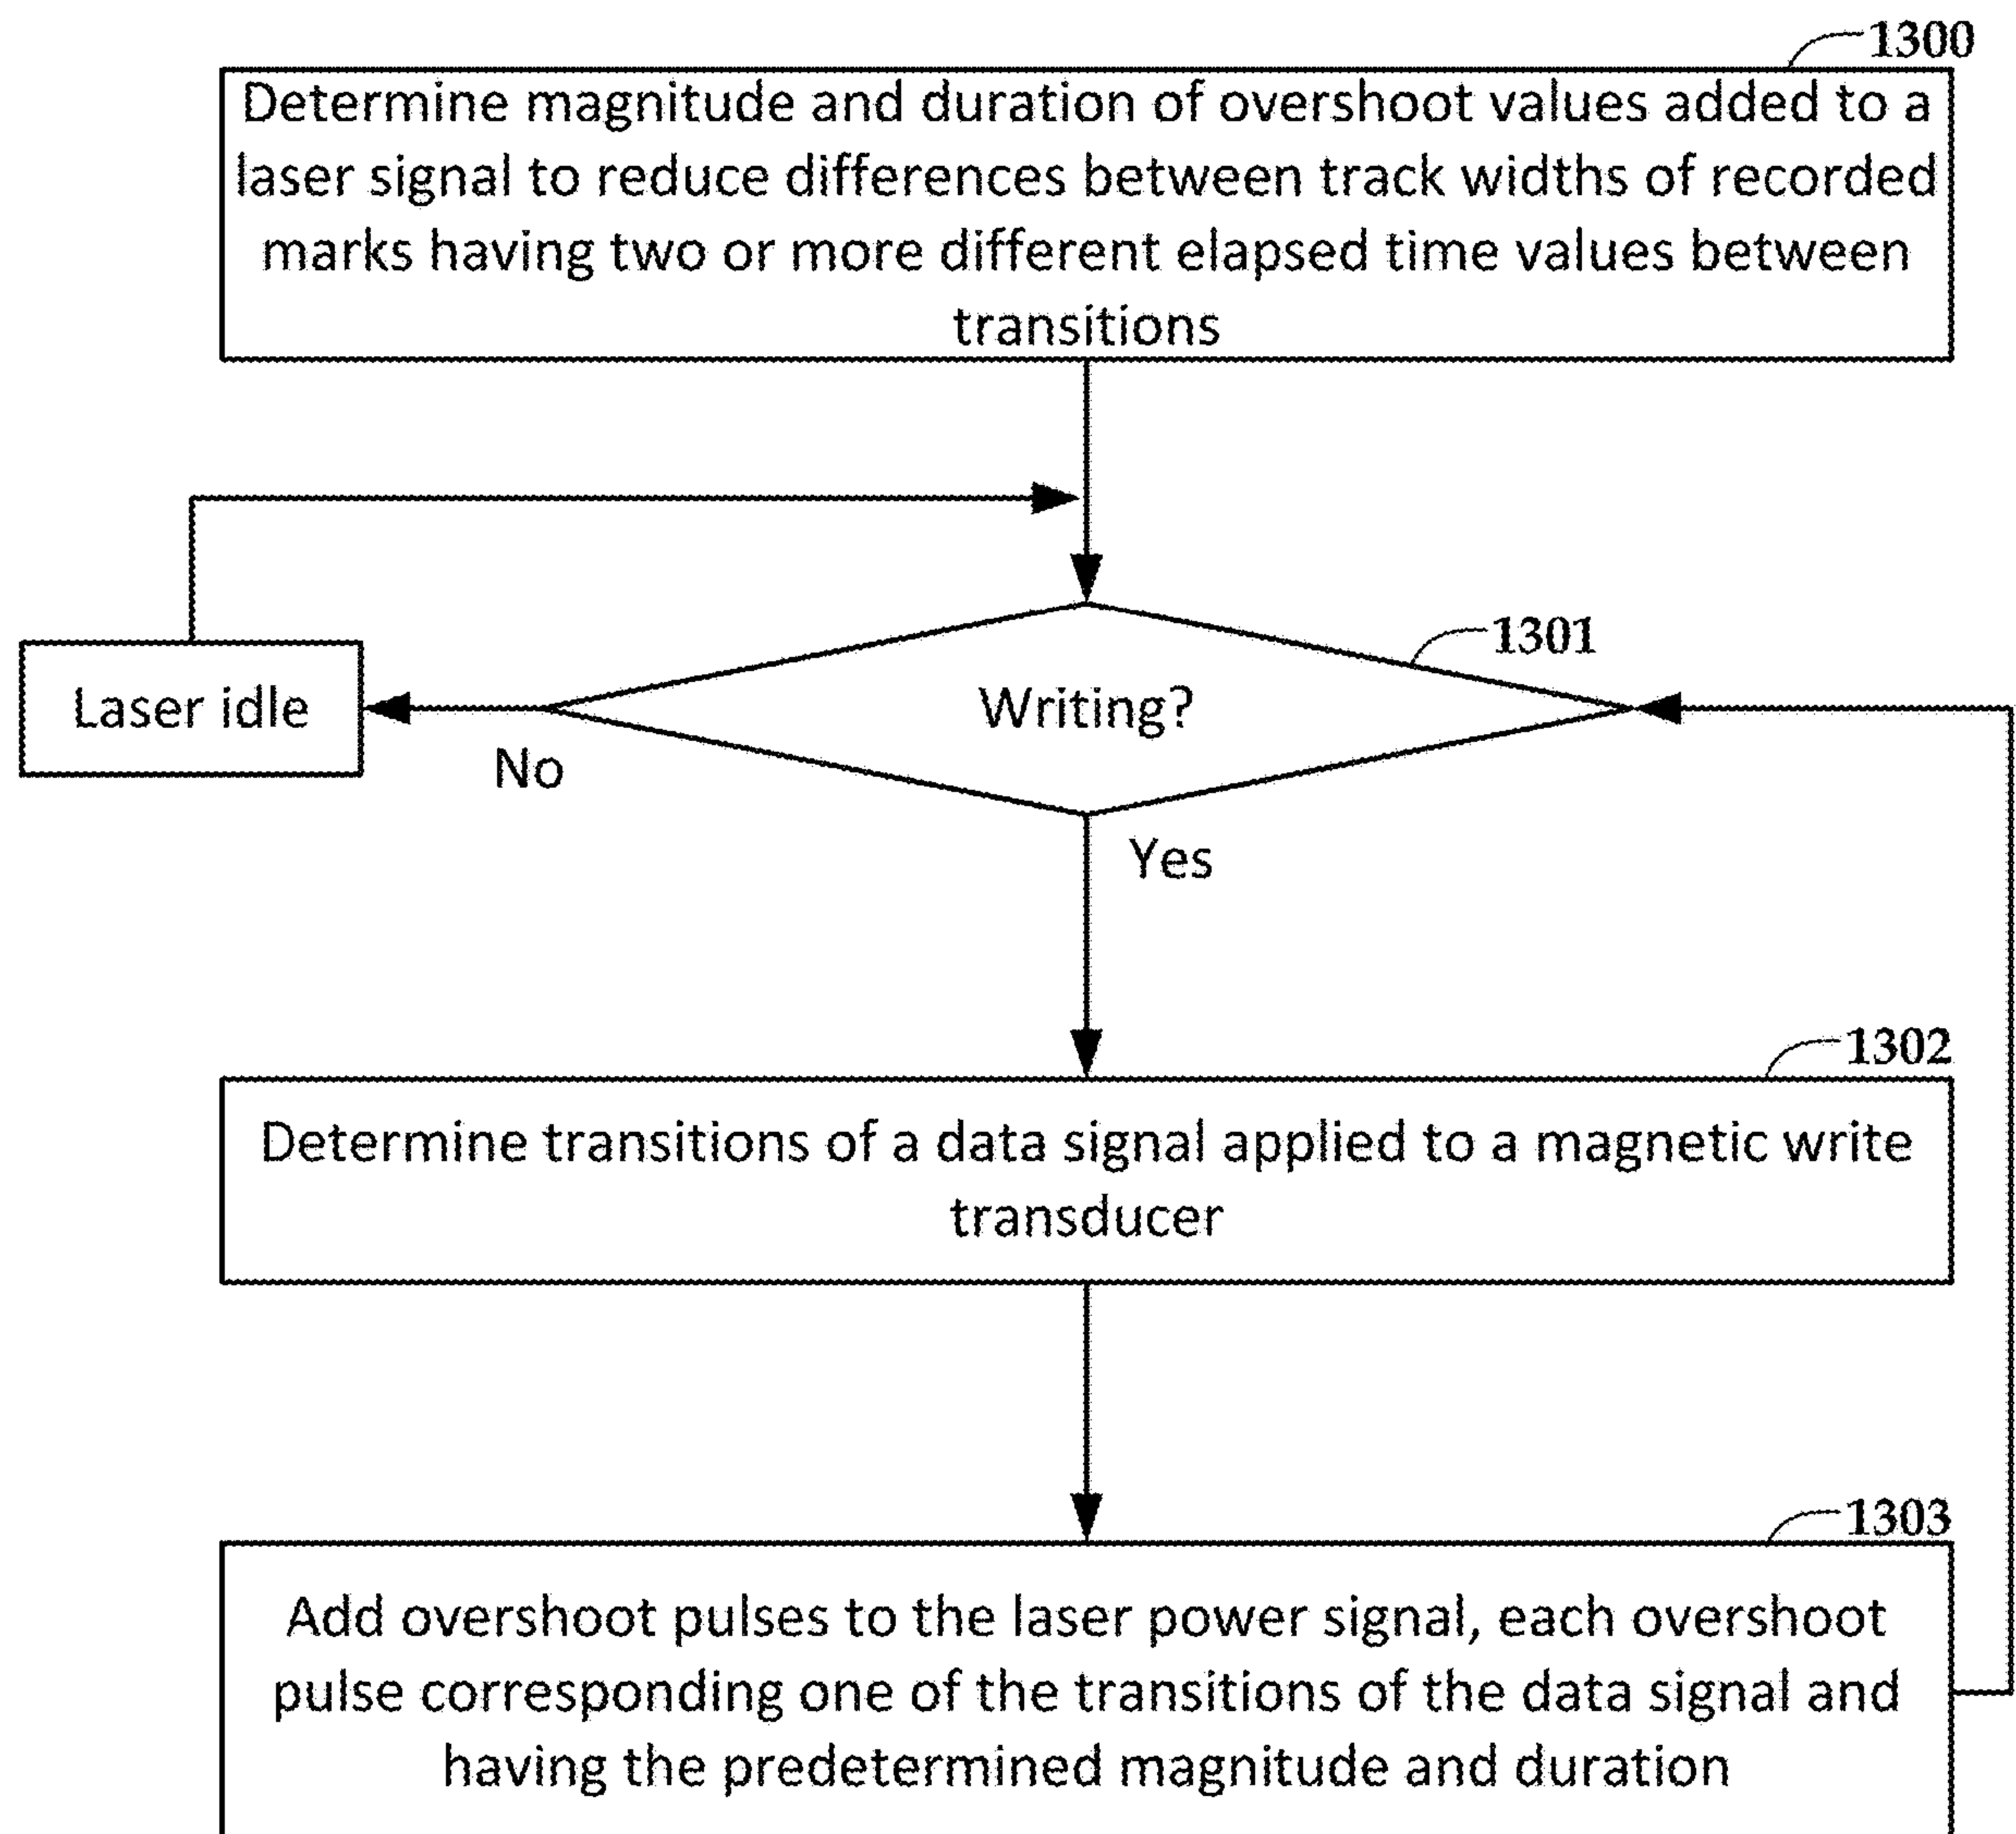 1300
Determine magnitude and duration of overshoot values added to a
laser signal to reduce differences between track widths of recorded
marks having two or more different elapsed time values between
transitions
1301
Writing?
Laser idle
No
Yes
1302
Determine transitions of a data signal applied to a magnetic write
transducer
1303
Add overshoot pulses to the laser power signal, each overshoot
pulse corresponding one of the transitions of the data signal and
having the predetermined magnitude and duration